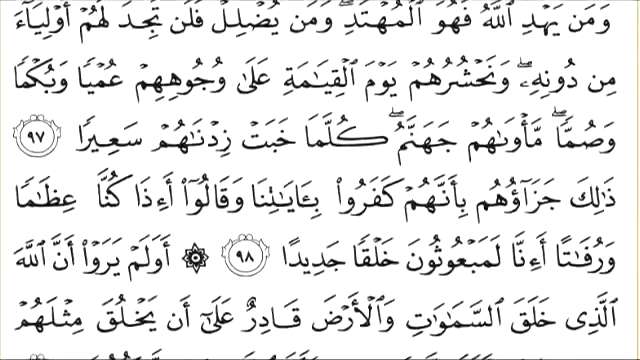 وَمَن يَهْدِ ٱللَّهُ فَهُوَ ٱلْمُهْتَدِۖ وَمَن يُضْلِلْ فَلَن تَجِدَ لَهُمْ أَوْلِيَآءَ
مِن دُونِهِۦۖ وَنَحْشُرُهُمْ يَوْمَ ٱلْقِيَٰمَةِ عَلَىٰ وُجُوهِهِمْ عُمْيًا وَبُكْمًا
وَصُمًّاۖ مَّأْوَىٰهُمْ جَهَنَّمُۖ كُلَّمَا خَبَتْ زِدْنَٰهُمْ سَعِيرًا ٩٧
ذَٰلِكَ جَزَآؤُهُم بِأَنَّهُمْ كَفَرُوا۟ بِـَٔايَٰتِنَا وَقَالُوٓا۟ أَءِذَا كُنَّا عِظَٰمًا
وَرُفَٰتًا أَءِنَّا لَمَبْعُوثُونَ خَلْقًا جَدِيدًا ٩٨ ۞ أَوَلَمْ يَرَوْا۟ أَنَّ ٱللَّهَ
ٱلَّذِى خَلَقَ ٱلسَّمَٰوَٰتِ وَٱلْأَرْضَ قَادِرٌ عَلَىٰٓ أَن يَخْلُقَ مِثْلَهُمْ